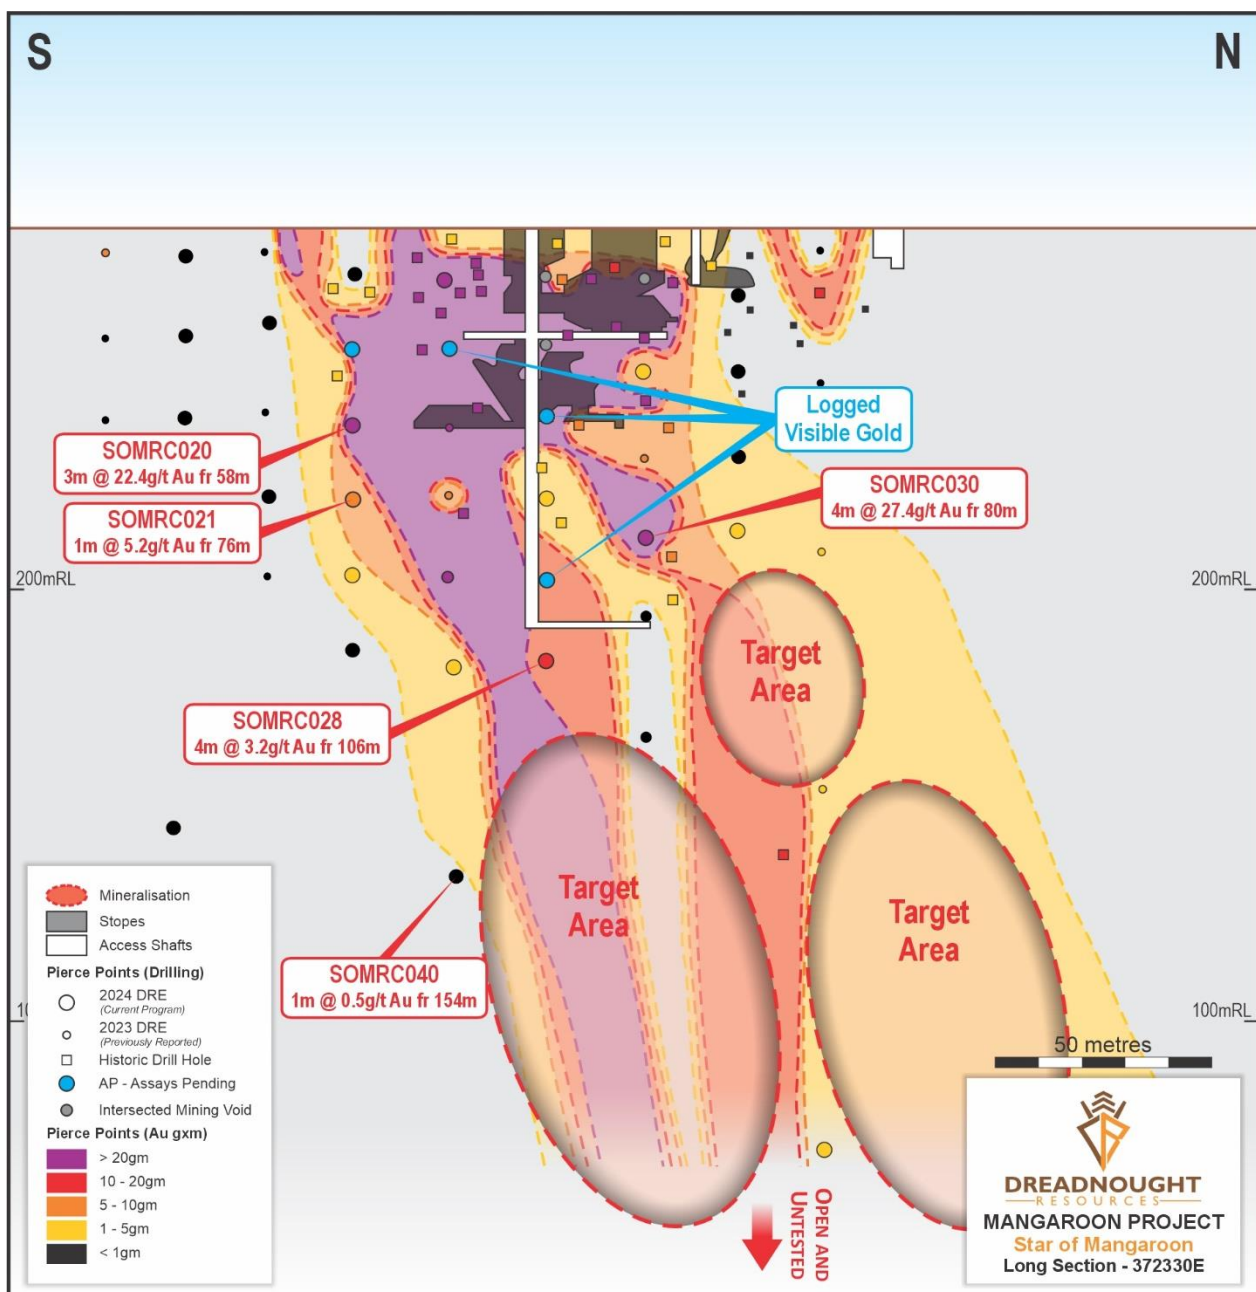 S
N
SOMRC020
3m @ 22.4g/t Au fr 58m
SOMRC021
1m @ 5.2g/t Au fr 76m
Logged
Visible Gold
SOMRC030
4m @ 27.4g/t Au fr 80m
200mRL
200mRL
Target
Area
SOMRC028
4m @ 3.2g/t Au fr 106m
Target
Area
Target
Area
SOMRC040
1m @ 0.5g/t Au fr 154m
10
100mRL
50 metres
Mineralisation
Stopes
Access Shafts
Pierce Points (Drilling)
2024 DRE
(Current Program)
2023 DRE
(Previously Reported)
Historic Drill Hole
AP - Assays Pending
Intersected Mining Void
Pierce Points (Au gxm)
> 20gm
10 - 20gm
5 - 10gm
1 - 5gm
< 1gm
OPEN AND
UNTESTED
DREADNOUGHT
RESOURCES
MANGAROON PROJECT
Star of Mangaroon
Long Section - 372330E